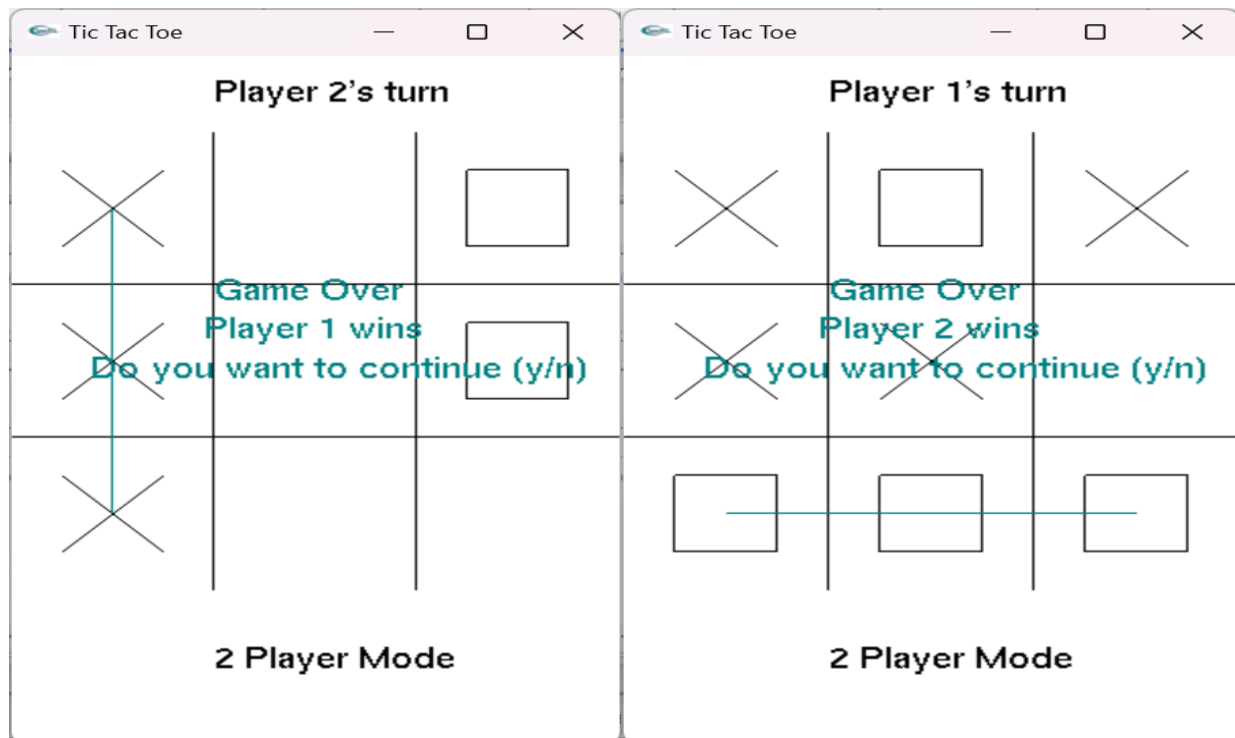 Tic Tac Toe
Player 2's turn
Game Over
Player 1 wins
Do you want to continue (y/n)
2 Player Mode
Tic Tac Toe
Player 1's turn
Game Over
Player 2 wins
Do you want to continue (y/n)
2 Player Mode